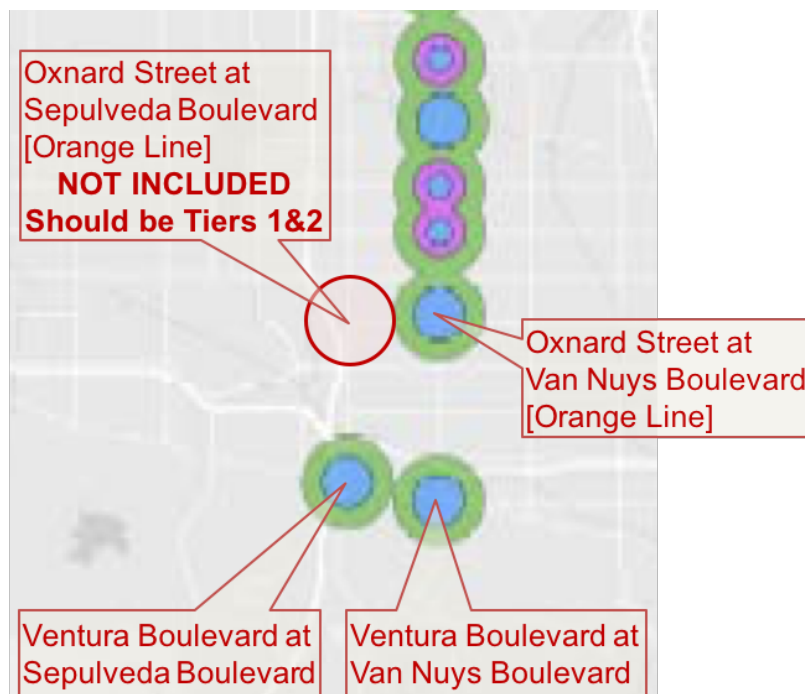 Oxnard Street at
Sepulveda Boulevard
[Orange Line]
NOT INCLUDED
Should be Tiers 1&2
Oxnard Street at
Van Nuys Boulevard
[Orange Line]
Ventura Boulevard at
Sepulveda Boulevard
Ventura Boulevard at
Van Nuys Boulevard